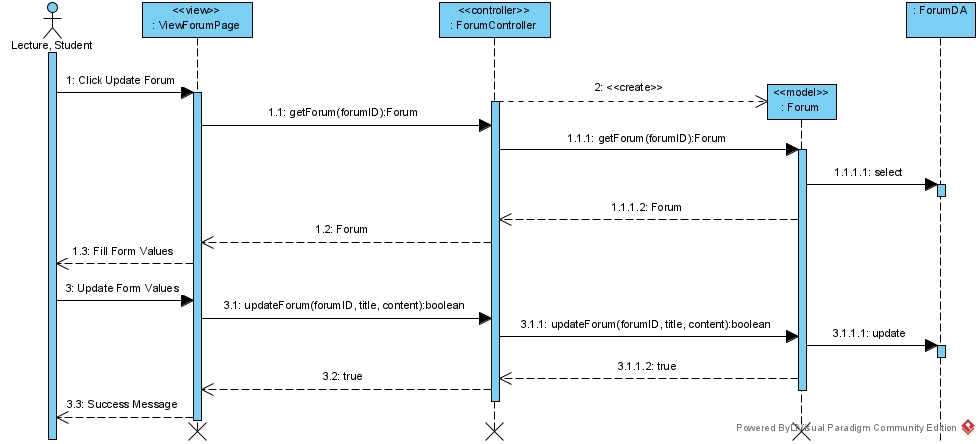 <<view>>
: ViewForumPage
<<controller>>
: ForumController
: ForumDA
Lecture, Student
1: Click Update Forum
2: <<create>>
<<model>>
: Forum
1.1: getForum(forumID):Forum
1.1.1: getForum(forumID):Forum
1.1.1.1: select
1.1.1.2: Forum
1.2: Forum
1.3: Fill Form Values
3: Update Form Values
3.1: updateForum(forumID, title, content):boolean
3.1.1: updateForum(forumID, title, content):boolean
3.1.1.1: update
3.1.1.2: true
3.2: true
3.3: Success Message
Powered By Visual Paradigm Community Edition